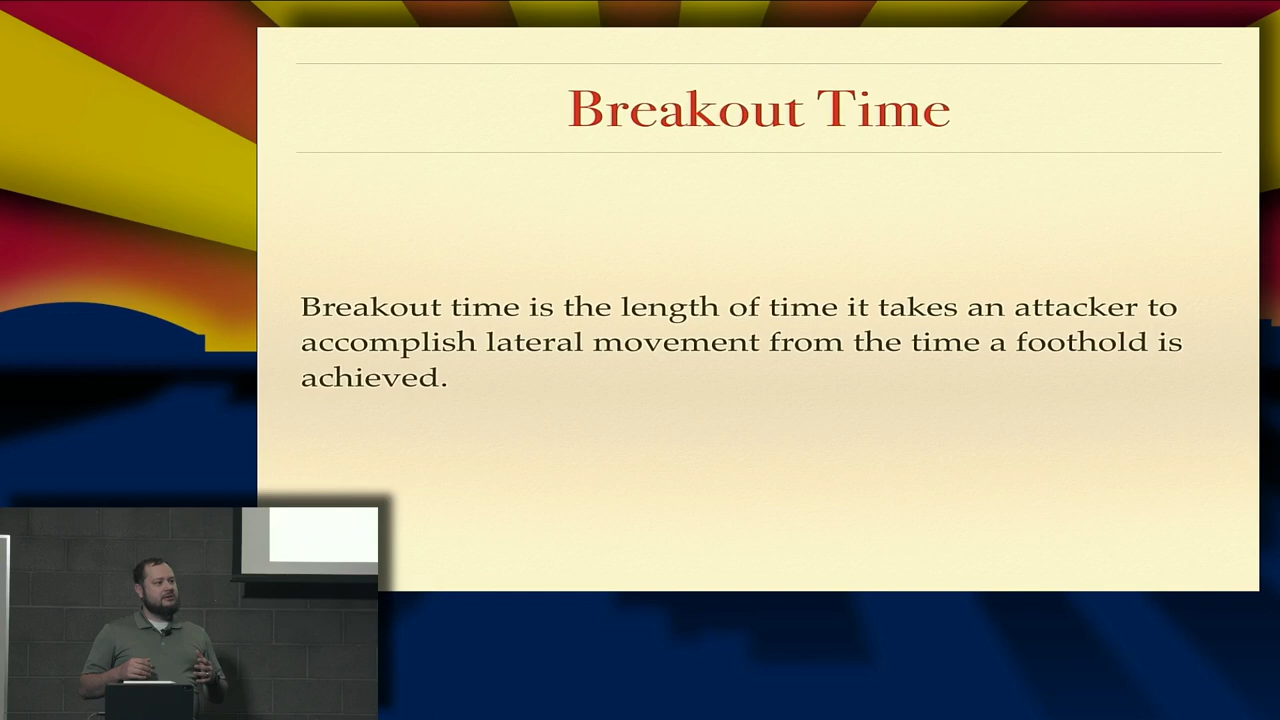 Breakout Time
Breakout time is the length of time it takes an attacker to
accomplish lateral movement from the time a foothold is
achieved.